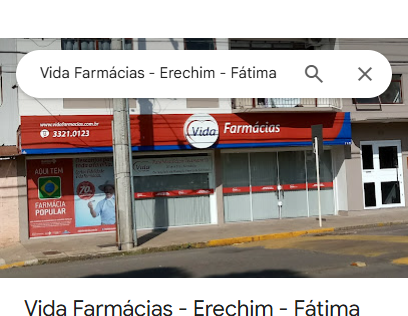 Vida Farmácias - Erechim - Fátima
www.vidafarmacias.com.br
3321.0123
Vida Farmácias
AQUI TEM
FARMÁCIA
POPULAR
70
Vida Farmácias - Erechim - Fátima